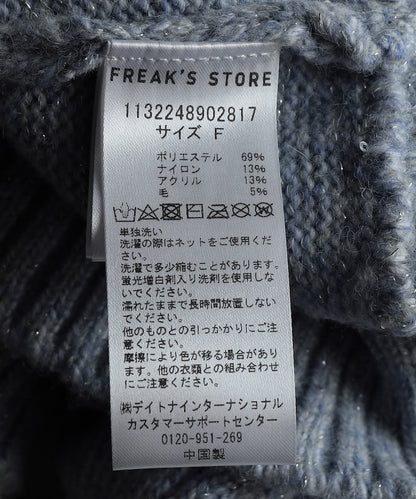 FREAK'S STORE
1132248902817
サイズ F
ポリエステル 69%
ナイロン 13%
アクリル 13%
毛 5%
単独洗い
洗濯の際はネットをご使用くだ
さい。
洗濯で多少縮むことがあります。
蛍光増白剤入り洗剤を使用しな
いでください。
濡れたままで長時間放置しない
でください。
他のものとの引っかかりにご注
意ください。
摩擦により色が移る場合があり
ます。他の衣類との組み合わせ
にご注意ください。
㈱デイトナインターナショナル
カスタマーサポートセンター
0120-951-269
中国製